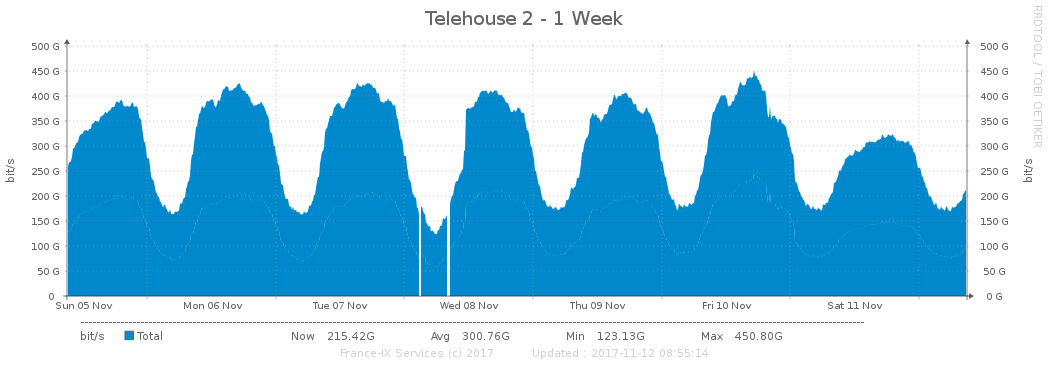 Telehouse 2 - 1 Week
RRDTOOL / TOBI OETIKER
500 G 500 G
450 G 450 G
400 G 400 G
350 G 350 G
300 G 300 G
250 G 250 G
200 G 200 G
150 G 150 G
100 G 100 G
50 G 50 G
0 0 G
bit/s bit/s
Sun 05 Nov Mon 06 Nov Tue 07 Nov Wed 08 Nov Thu 09 Nov Fri 10 Nov Sat 11 Nov
bit/s Total Now 215.42G Avg 300.76G Min 123.13G Max 450.80G
France-IX Services (c) 2017 Updated : 2017-11-12 08:55:14